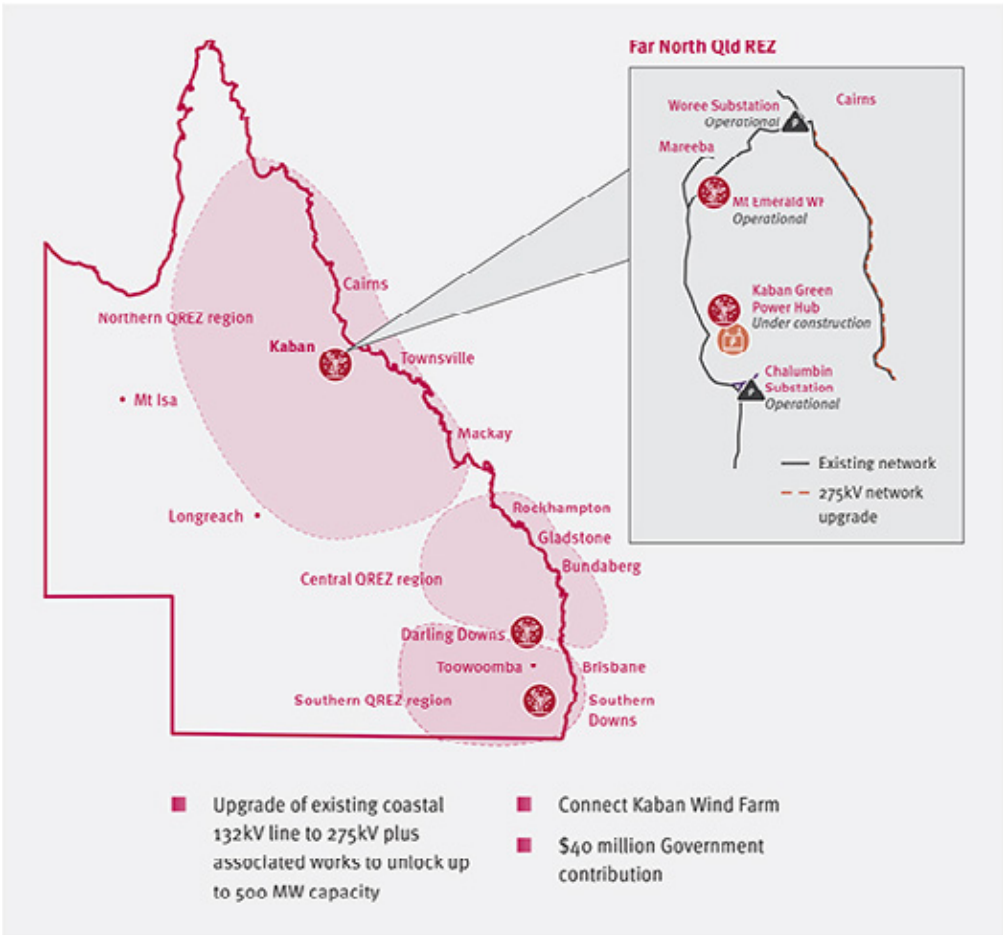 Far North Qld REZ
Woree Substation
Operational
Cairns
Mareeba
Mt Emerald WF
Operational
Kaban Green
Power Hub
Under construction
Chalumbin
Substation
Operational
Existing network
275kV network
upgrade
Cairns
Northern QREZ region
Kaban
Townsville
Mt Isa
Mackay
Longreach
Rockhampton
Gladstone
Bundaberg
Central QREZ region
Darling Downs
Toowoomba
Brisbane
Southern QREZ region
Southern
Downs
Upgrade of existing coastal
132kV line to 275kV plus
associated works to unlock up
to 500 MW capacity
Connect Kaban Wind Farm
$40 million Government
contribution